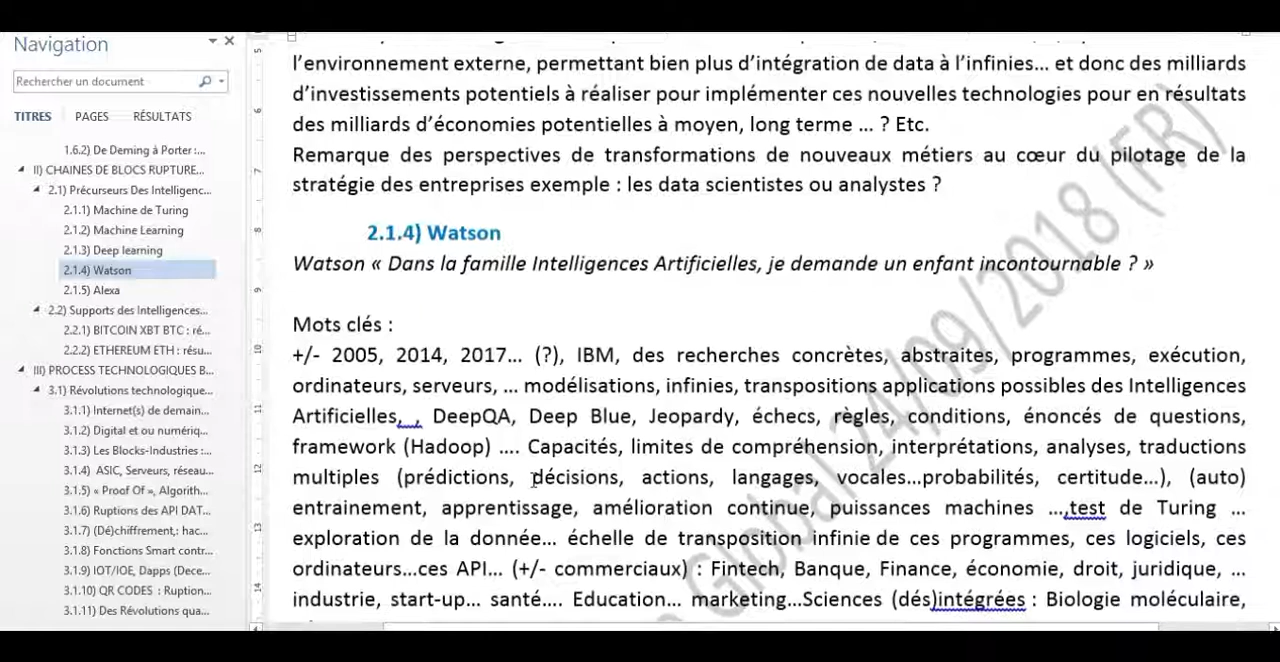 Navigation
Rechercher un document
TITRES PAGES RÉSULTATS
1.6.2) De Deming à Porter :...
II) CHAINES DE BLOCS RUPTURE...
2.1) Précurseurs Des Intelligenc...
2.1.1) Machine de Turing
2.1.2) Machine Learning
2.1.3) Deep learning
2.1.4) Watson
2.1.5) Alexa
2.2) Supports des Intelligences...
2.2.1) BITCOIN XBT BTC : ré...
2.2.2) ETHEREUM ETH : résu...
III) PROCESS TECHNOLOGIQUES B...
3.1) Révolutions technologique...
3.1.1) Internet(s) de demain...
3.1.2) Digital et ou numériq...
3.1.3) Les Blocks-Industries :...
3.1.4) ASIC, Serveurs, réseau...
3.1.5) « Proof Of », Algorith...
3.1.6) Ruptions des API DAT...
3.1.7) (Dé)chiffrement,: hac...
3.1.8) Fonctions Smart contr...
3.1.9) IOT/IOE, Dapps (Dece...
3.1.10) QR CODES : Ruption...
3.1.11) Des Révolutions qua...
5
6
7
8
9
10
11
12
13
14
l’environnement externe, permettant bien plus d’intégration de data à l’infinies... et donc des milliards
d’investissements potentiels à réaliser pour implémenter ces nouvelles technologies pour en résultats
des milliards d’économies potentielles à moyen, long terme ... ? Etc.
Remarque des perspectives de transformations de nouveaux métiers au cœur du pilotage de la
stratégie des entreprises exemple : les data scientistes ou analystes ?
2.1.4) Watson
Watson « Dans la famille Intelligences Artificielles, je demande un enfant incontournable ? »
Mots clés :
+/- 2005, 2014, 2017... (?), IBM, des recherches concrètes, abstraites, programmes, exécution,
ordinateurs, serveurs, ... modélisations, infinies, transpositions applications possibles des Intelligences
Artificielles, , DeepQA, Deep Blue, Jeopardy, échecs, règles, conditions, énoncés de questions,
framework (Hadoop) .... Capacités, limites de compréhension, interprétations, analyses, traductions
multiples (prédictions, décisions, actions, langages, vocales...probabilités, certitude...), (auto)
entrainement, apprentissage, amélioration continue, puissances machines ...,test de Turing ...
exploration de la donnée... échelle de transposition infinie de ces programmes, ces logiciels, ces
ordinateurs...ces API... (+/- commerciaux) : Fintech, Banque, Finance, économie, droit, juridique, ...
industrie, start-up... santé.... Education... marketing...Sciences (dés)intégrées : Biologie moléculaire,
Global 24/09/2018 (FR)